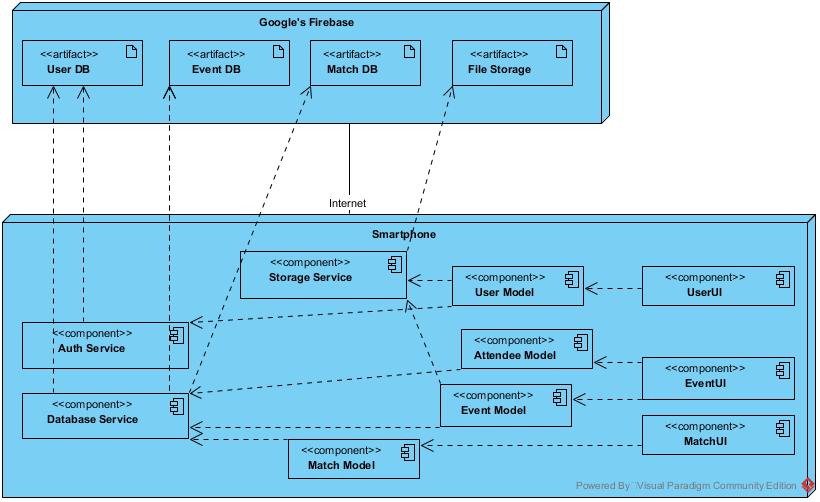 Google's Firebase
<<artifact>>
User DB
<<artifact>>
Event DB
<<artifact>>
Match DB
<<artifact>>
File Storage
Internet
Smartphone
<<component>>
Storage Service
<<component>>
User Model
<<component>>
UserUI
<<component>>
Auth Service
<<component>>
Attendee Model
<<component>>
EventUI
<<component>>
Database Service
<<component>>
Event Model
<<component>>
MatchUI
<<component>>
Match Model
Powered By Visual Paradigm Community Edition